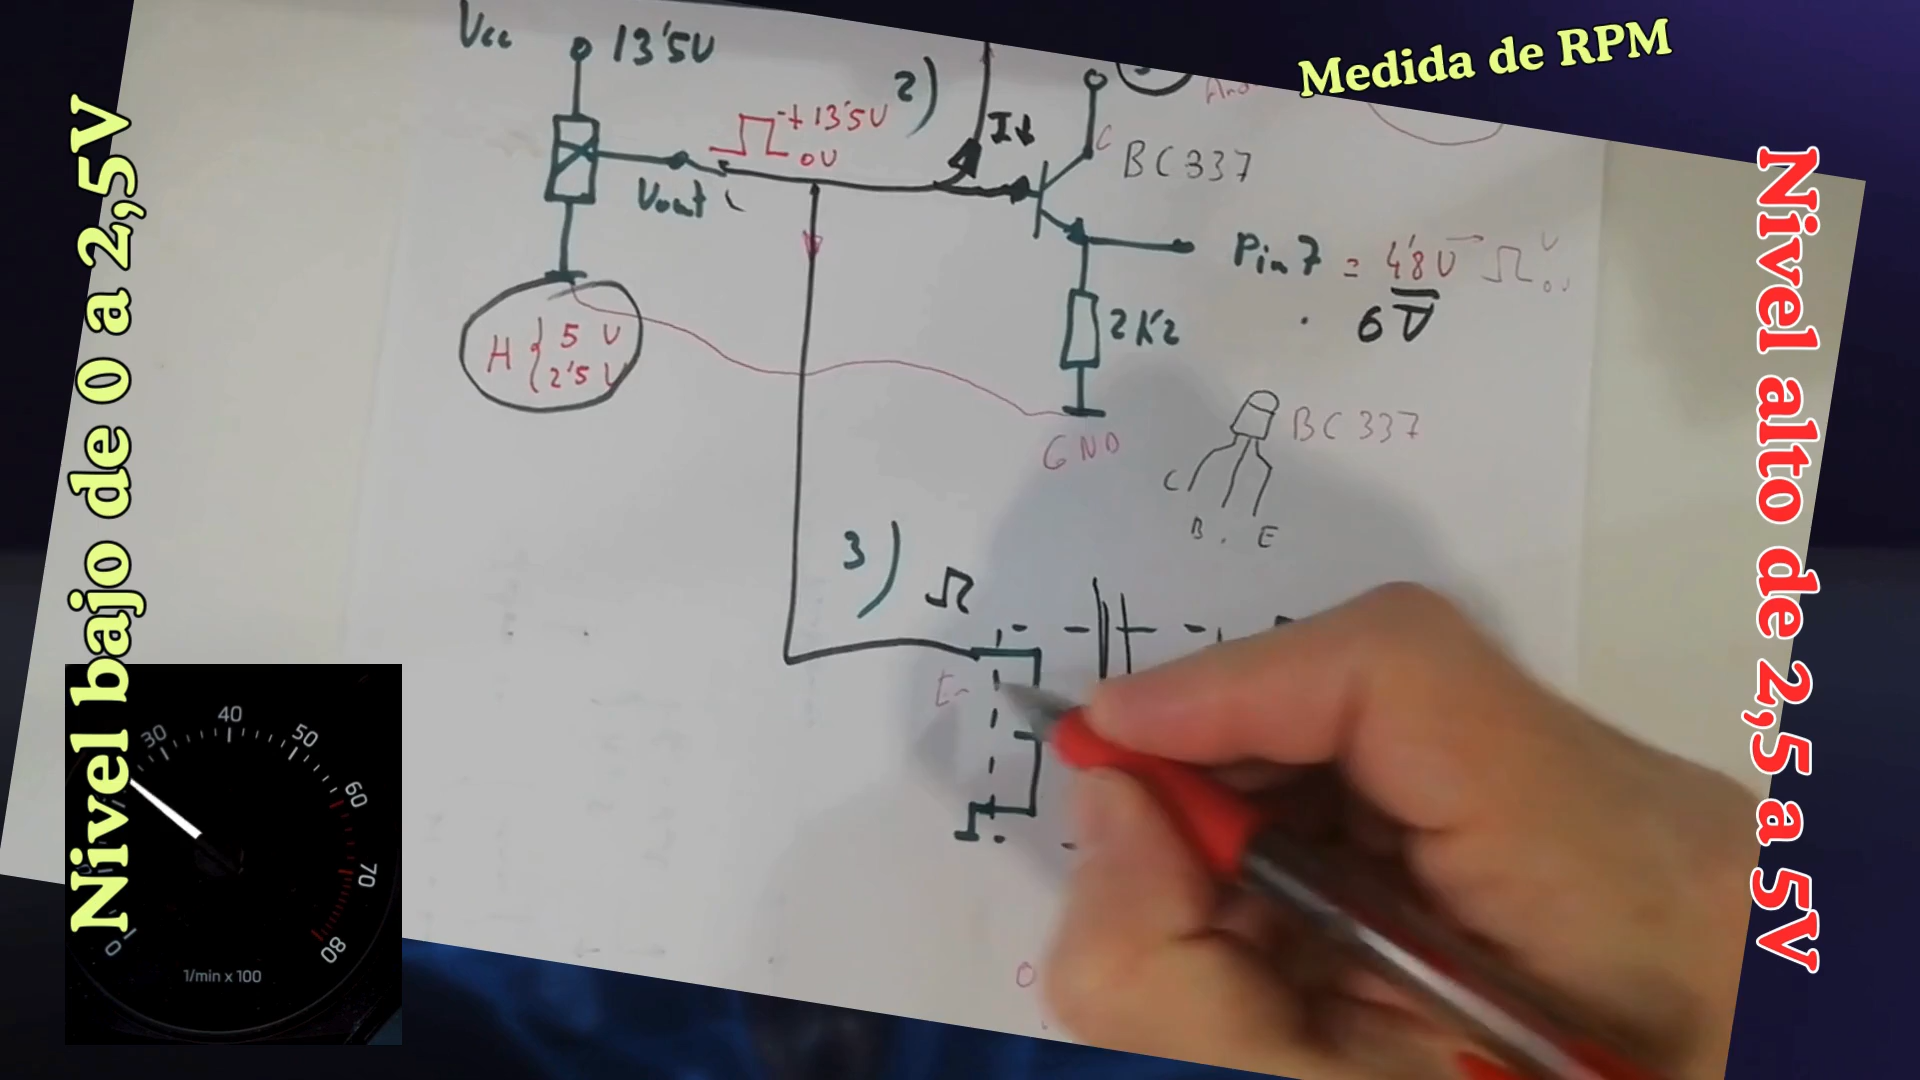 Medida de RPM
Nivel bajo de 0 a 2,5V
Nivel alto de 2,5 a 5V
Vcc
13'5V
2)
+13'5V
0V
Vout
I
C
BC337
Pin 7 = 4'8V
V
0V
6V
2K2
H { 5 V
2'5 V
GND
BC337
C
B
E
3)
0
30
40
50
60
70
80
1/min x 100